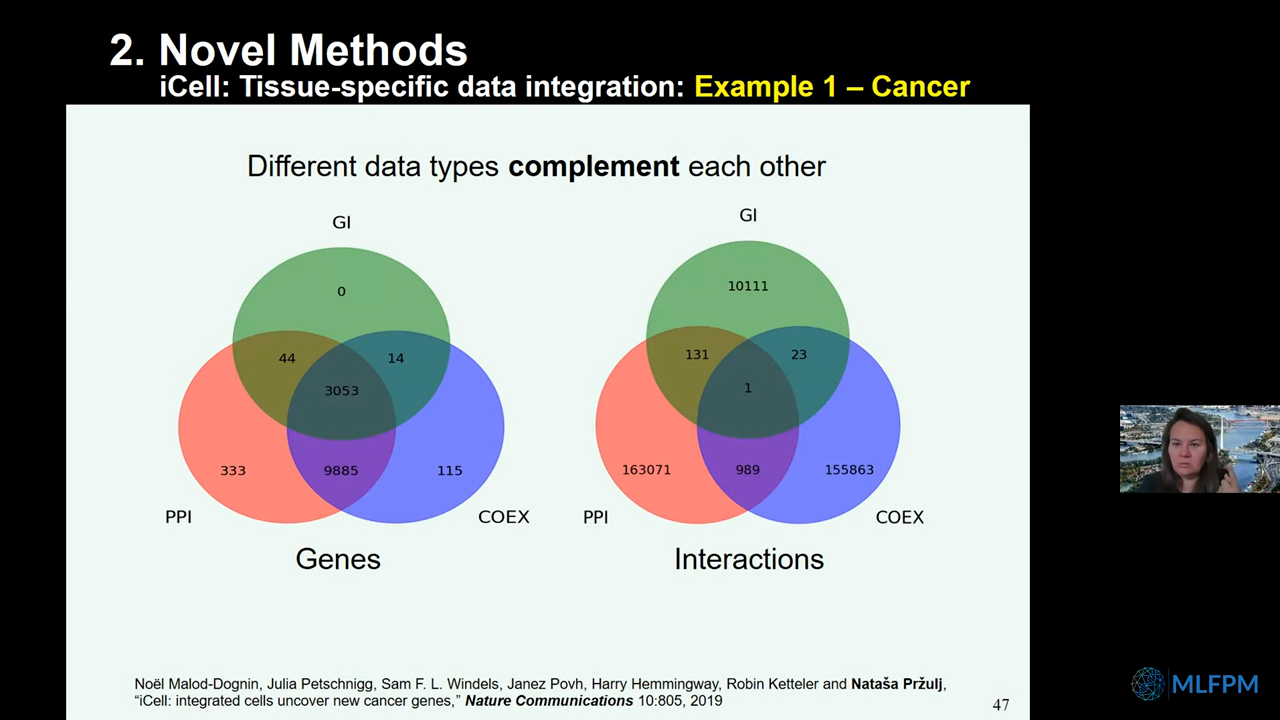 2. Novel Methods
iCell: Tissue-specific data integration: Example 1 – Cancer
Different data types complement each other
GI
0
44
14
3053
333
9885
115
PPI
COEX
Genes
GI
10111
131
23
1
163071
989
155863
PPI
COEX
Interactions
Noël Malod-Dognin, Julia Petschnigg, Sam F. L. Windels, Janez Povh, Harry Hemmingway, Robin Ketteler and Nataša Pržulj,
“iCell: integrated cells uncover new cancer genes,” Nature Communications 10:805, 2019
47
MLFPM